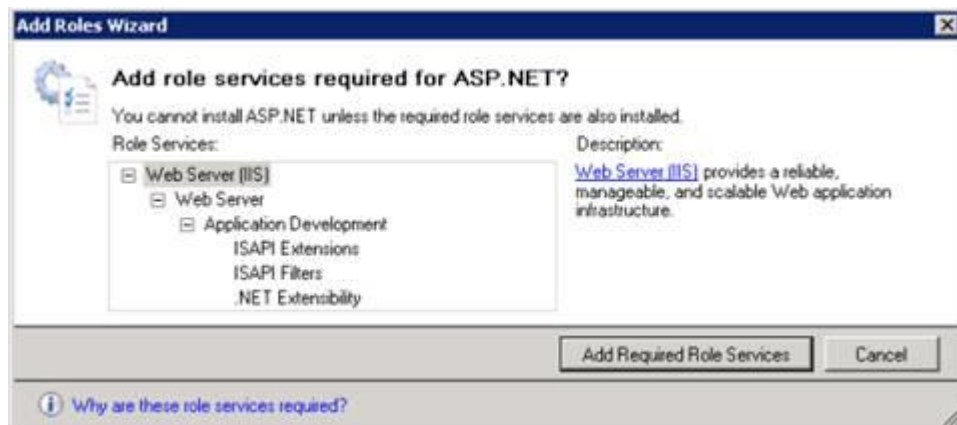 Add Roles Wizard
Add role services required for ASP.NET?
You cannot install ASP.NET unless the required role services are also installed.
Role Services:
Description:
Web Server (IIS)
Web Server
Application Development
ISAPI Extensions
ISAPI Filters
.NET Extensibility
Web Server (IIS) provides a reliable,
manageable, and scalable Web application
infrastructure.
Add Required Role Services
Cancel
Why are these role services required?